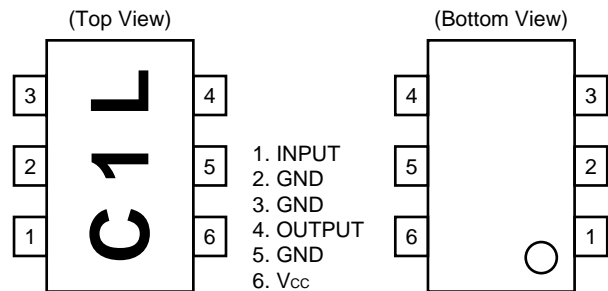 (Top View)
3
4
2
5
1
6
C1L
1. INPUT
2. GND
3. GND
4. OUTPUT
5. GND
6. Vcc
(Bottom View)
4
3
5
2
6
1